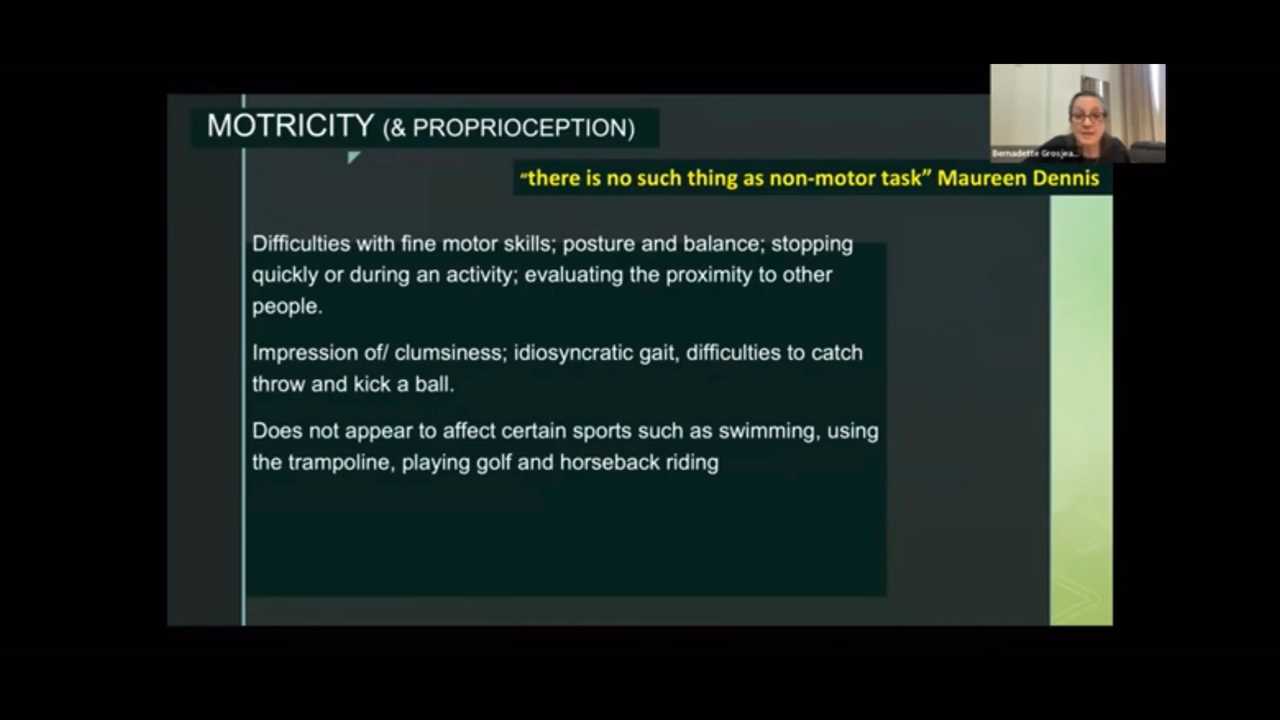 MOTRICITY (& PROPRIOCEPTION)
Bernadette Grosjea...
“there is no such thing as non-motor task” Maureen Dennis
Difficulties with fine motor skills; posture and balance; stopping
quickly or during an activity; evaluating the proximity to other
people.
Impression of/ clumsiness; idiosyncratic gait, difficulties to catch
throw and kick a ball.
Does not appear to affect certain sports such as swimming, using
the trampoline, playing golf and horseback riding